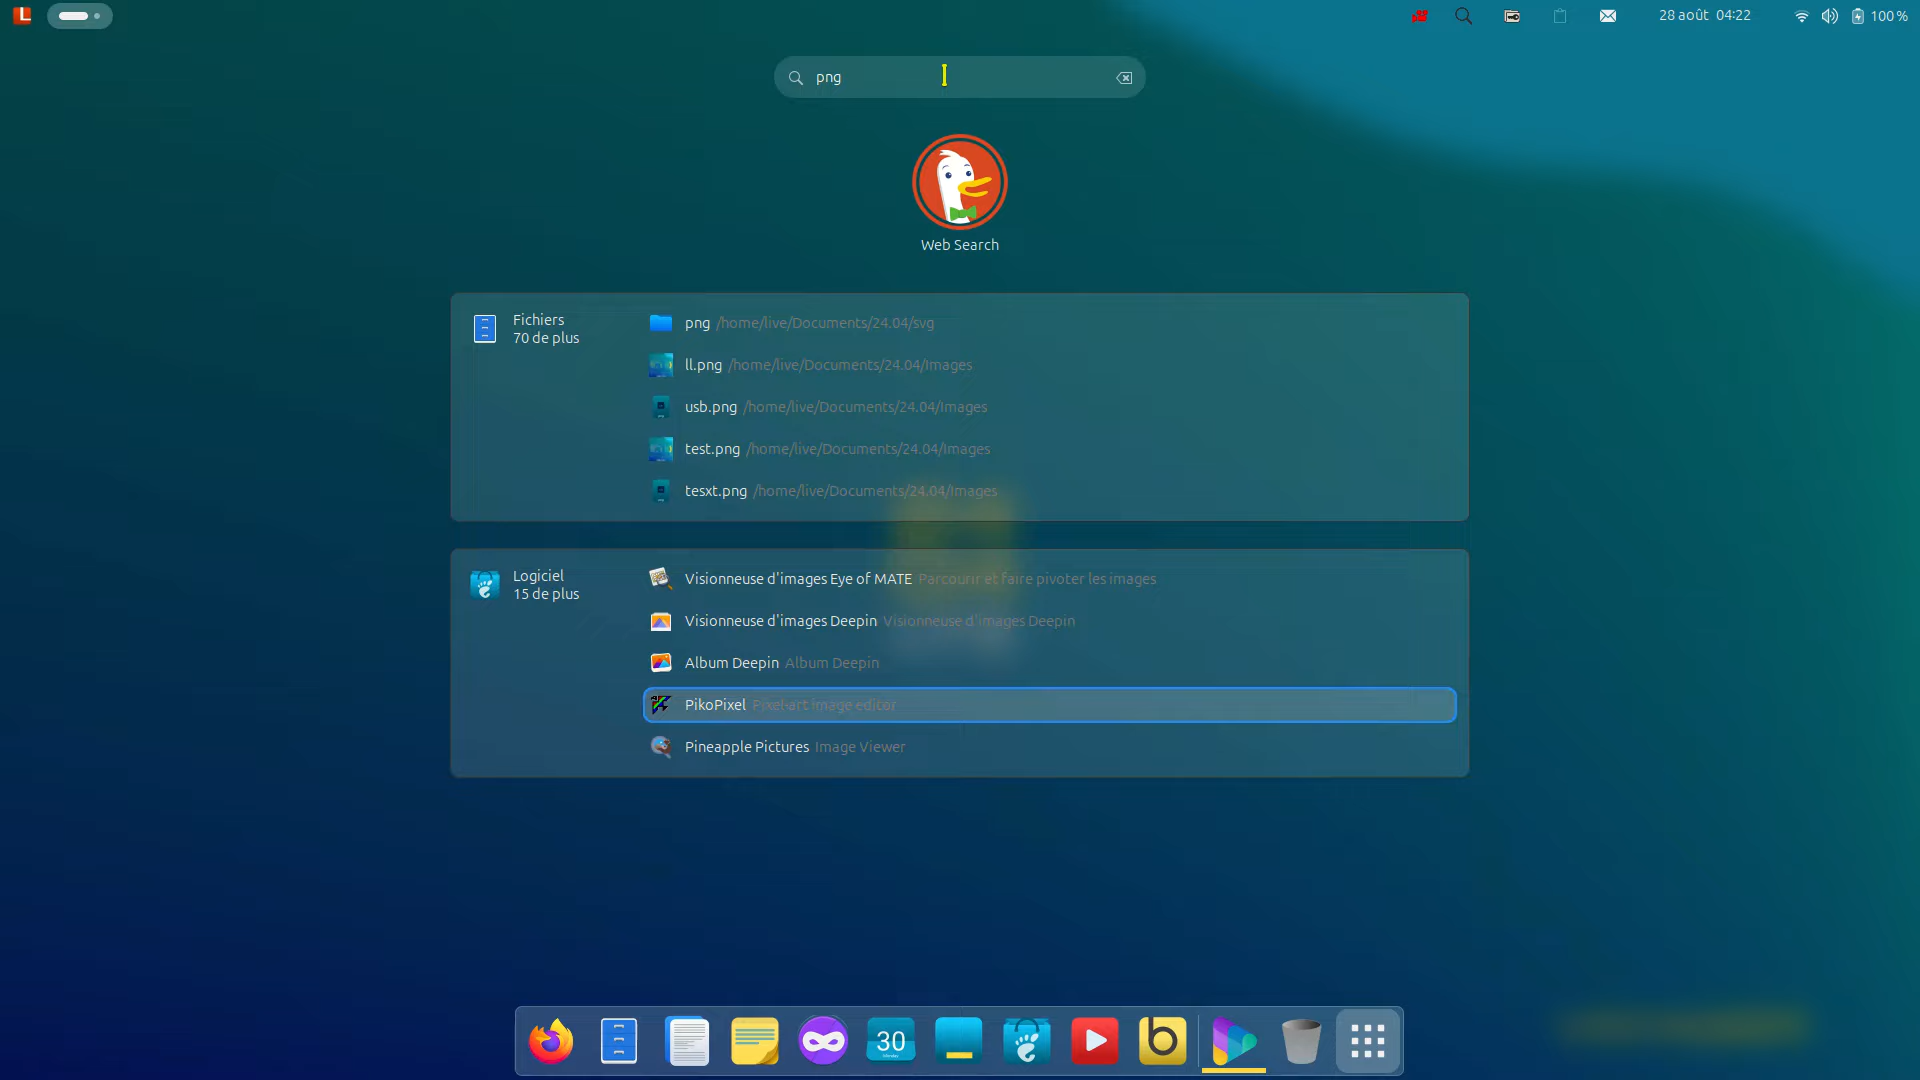 28 août 04:22
100 %
png
Web Search
Fichiers
70 de plus
png /home/live/Documents/24.04/svg
ll.png /home/live/Documents/24.04/Images
usb.png /home/live/Documents/24.04/Images
test.png /home/live/Documents/24.04/Images
tesxt.png /home/live/Documents/24.04/Images
Logiciel
15 de plus
Visionneuse d'images Eye of MATE Parcourir et faire pivoter les images
Visionneuse d'images Deepin Visionneuse d'images Deepin
Album Deepin Album Deepin
PikoPixel Pixel-art image editor
Pineapple Pictures Image Viewer
30